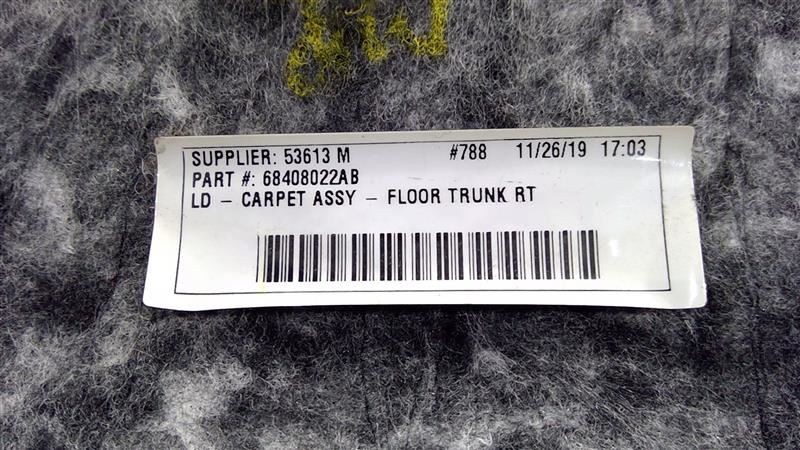 SUPPLIER: 53613 M #788 11/26/19 17:03
PART #: 68408022AB
LD - CARPET ASSY - FLOOR TRUNK RT